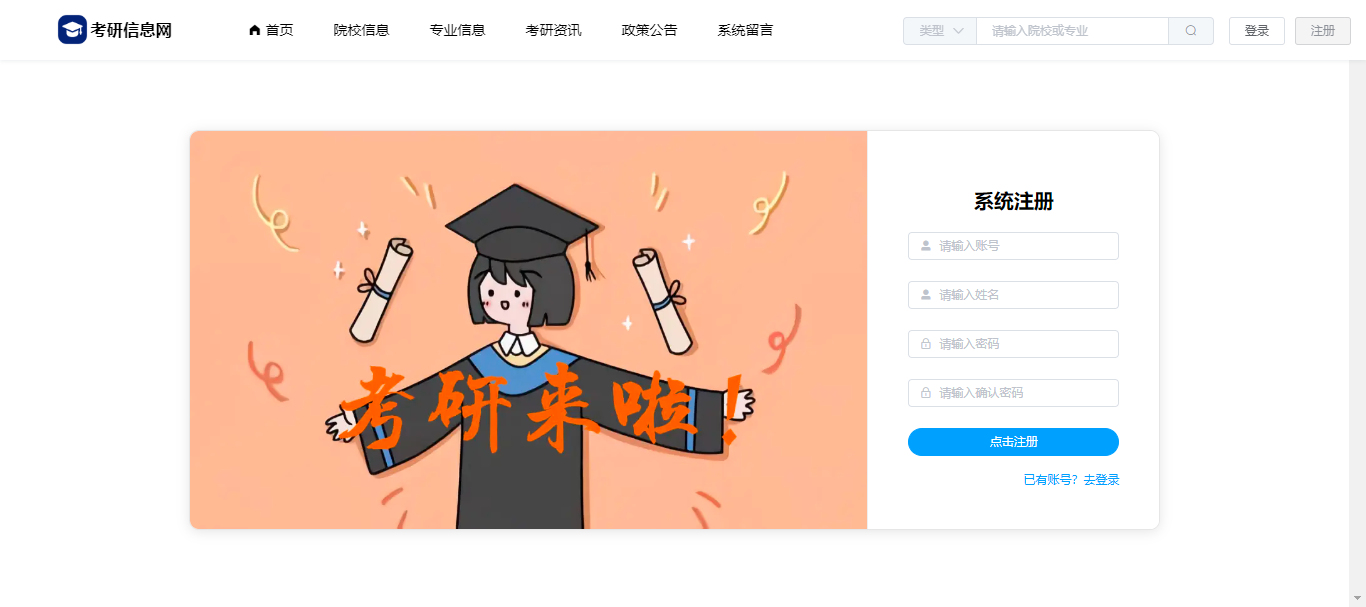 考研信息网
首页 院校信息 专业信息 考研资讯 政策公告 系统留言
类型 请输入院校或专业
登录 注册
考研来啦！
系统注册
请输入账号
请输入姓名
请输入密码
请输入确认密码
点击注册
已有账号？去登录